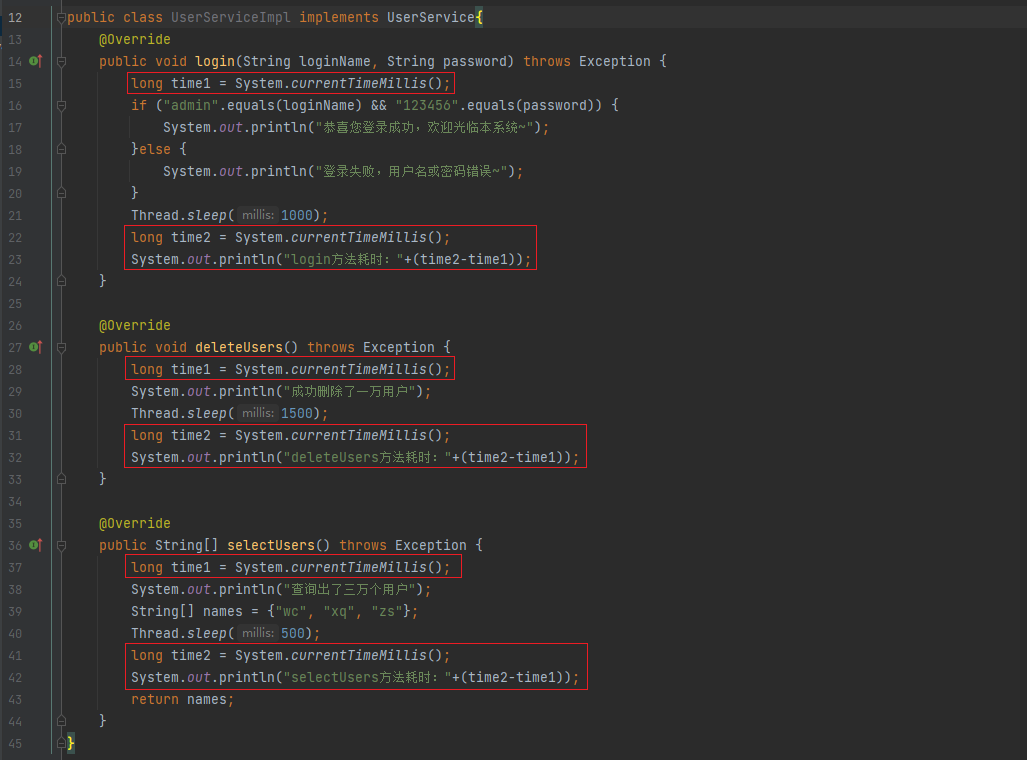 12 public class UserServiceImpl implements UserService{
13 @Override
14 public void login(String loginName, String password) throws Exception {
15 long time1 = System.currentTimeMillis();
16 if ("admin".equals(loginName) && "123456".equals(password)) {
17 System.out.println("恭喜您登录成功，欢迎光临本系统~");
18 }else {
19 System.out.println("登录失败，用户名或密码错误~");
20 }
21 Thread.sleep( millis: 1000);
22 long time2 = System.currentTimeMillis();
23 System.out.println("login方法耗时："+(time2-time1));
24 }
25
26 @Override
27 public void deleteUsers() throws Exception {
28 long time1 = System.currentTimeMillis();
29 System.out.println("成功删除了一万用户");
30 Thread.sleep( millis: 1500);
31 long time2 = System.currentTimeMillis();
32 System.out.println("deleteUsers方法耗时："+(time2-time1));
33 }
34
35 @Override
36 public String[] selectUsers() throws Exception {
37 long time1 = System.currentTimeMillis();
38 System.out.println("查询出了三万个用户");
39 String[] names = {"wc", "xq", "zs"};
40 Thread.sleep( millis: 500);
41 long time2 = System.currentTimeMillis();
42 System.out.println("selectUsers方法耗时："+(time2-time1));
43 return names;
44 }
45 }